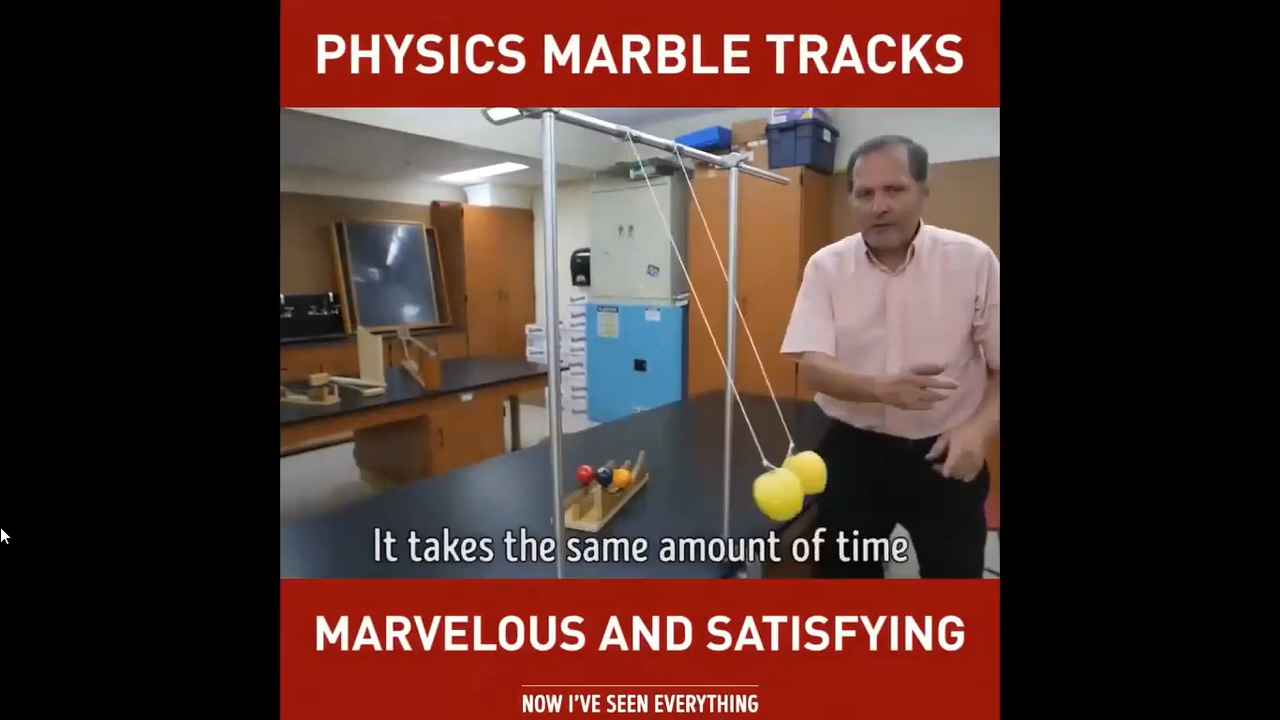 PHYSICS MARBLE TRACKS
It takes the same amount of time
MARVELOUS AND SATISFYING
NOW I'VE SEEN EVERYTHING